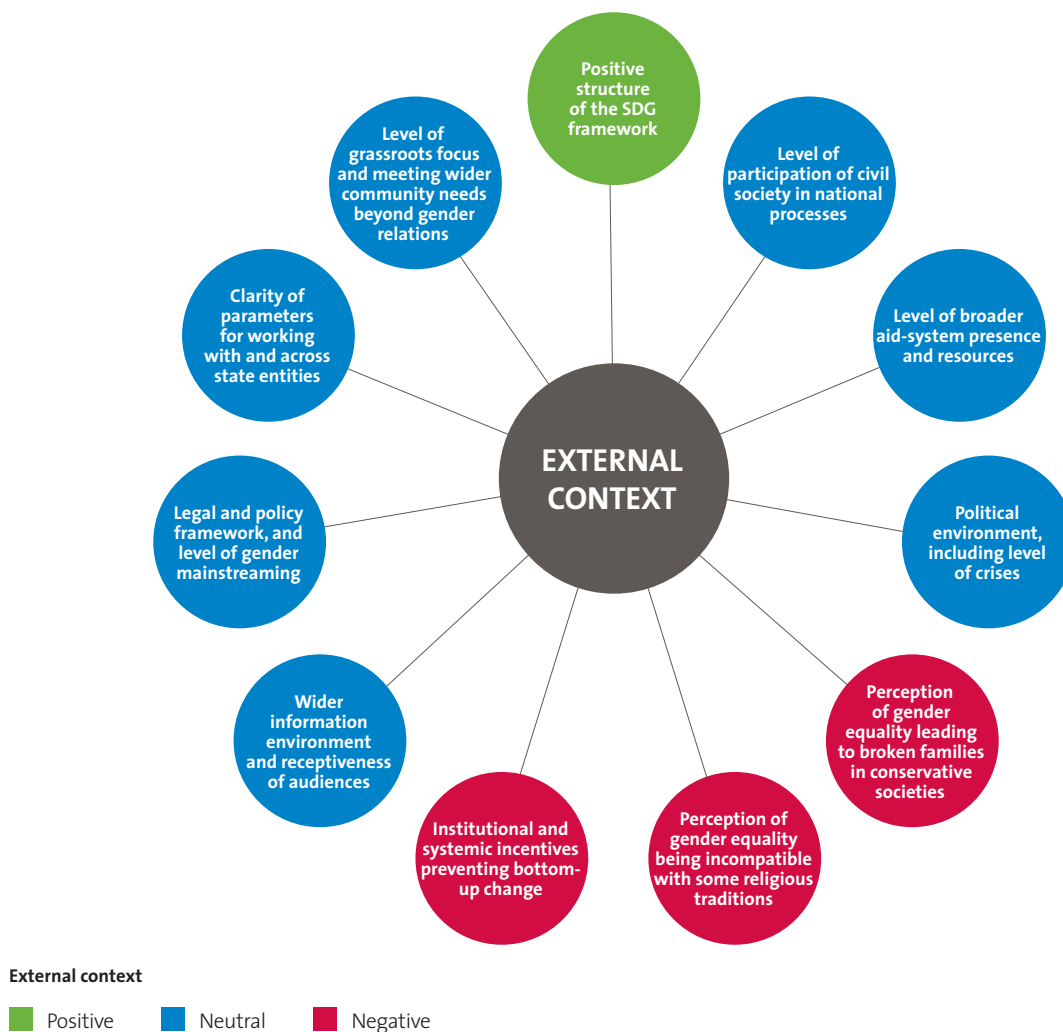 Positive
structure
of the SDG
framework
Level of
participation of civil
society in national
processes
Level of broader
aid-system presence
and resources
Political
environment,
including level
of crises
Perception
of gender
equality leading
to broken families
in conservative
societies
Perception of
gender equality
being incompatible
with some religious
traditions
Institutional and
systemic incentives
preventing bottom-
up change
Wider
information
environment
and receptiveness
of audiences
Legal and policy
framework, and
level of gender
mainstreaming
Clarity of
parameters
for working
with and across
state entities
Level of
grassroots focus
and meeting wider
community needs
beyond gender
relations
EXTERNAL
CONTEXT
External context
Positive
Neutral
Negative